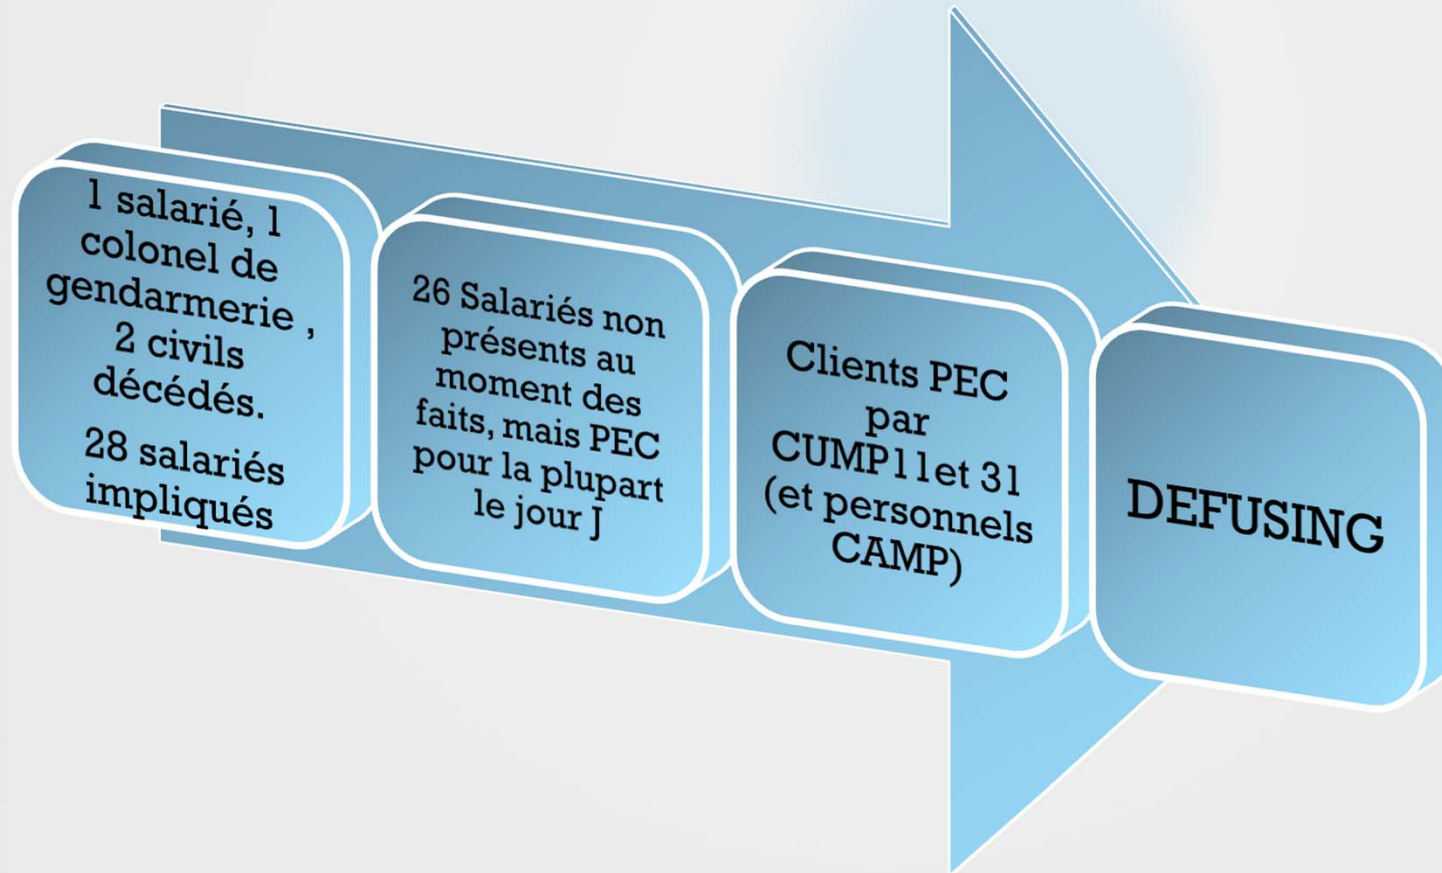 1 salarié, 1
colonel de
gendarmerie ,
2 civils
décédés.
28 salariés
impliqués
26 Salariés non
présents au
moment des
faits, mais PEC
pour la plupart
le jour J
Clients PEC
par
CUMP11et 31
(et personnels
CAMP)
DEFUSING